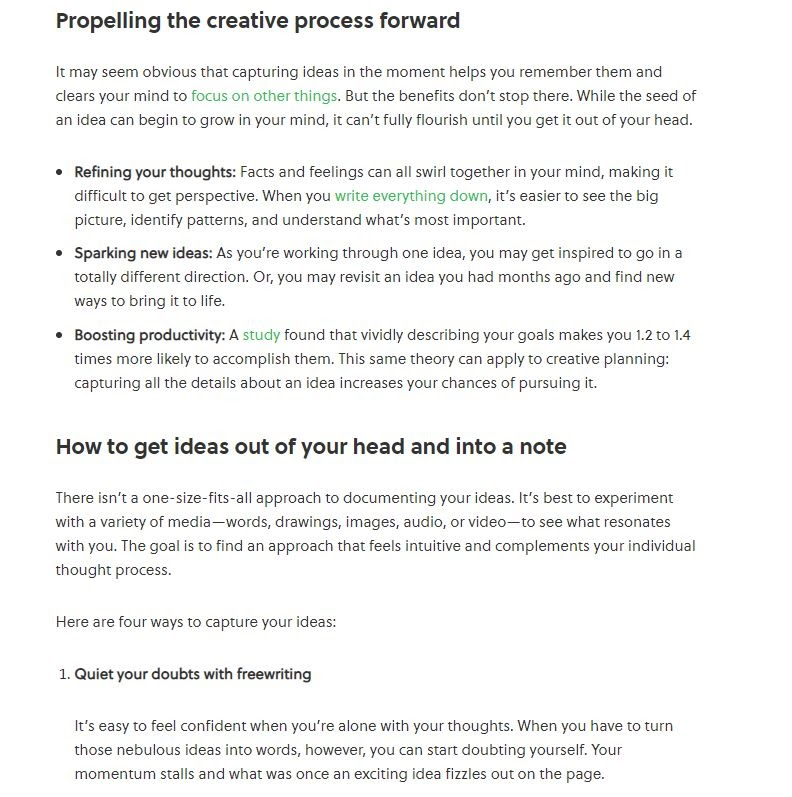 Propelling the creative process forward
It may seem obvious that capturing ideas in the moment helps you remember them and
clears your mind to focus on other things. But the benefits don’t stop there. While the seed of
an idea can begin to grow in your mind, it can’t fully flourish until you get it out of your head.
• Refining your thoughts: Facts and feelings can all swirl together in your mind, making it
difficult to get perspective. When you write everything down, it’s easier to see the big
picture, identify patterns, and understand what’s most important.
• Sparking new ideas: As you’re working through one idea, you may get inspired to go in a
totally different direction. Or, you may revisit an idea you had months ago and find new
ways to bring it to life.
• Boosting productivity: A study found that vividly describing your goals makes you 1.2 to 1.4
times more likely to accomplish them. This same theory can apply to creative planning:
capturing all the details about an idea increases your chances of pursuing it.
How to get ideas out of your head and into a note
There isn’t a one-size-fits-all approach to documenting your ideas. It’s best to experiment
with a variety of media—words, drawings, images, audio, or video—to see what resonates
with you. The goal is to find an approach that feels intuitive and complements your individual
thought process.
Here are four ways to capture your ideas:
1. Quiet your doubts with freewriting
It’s easy to feel confident when you’re alone with your thoughts. When you have to turn
those nebulous ideas into words, however, you can start doubting yourself. Your
momentum stalls and what was once an exciting idea fizzles out on the page.